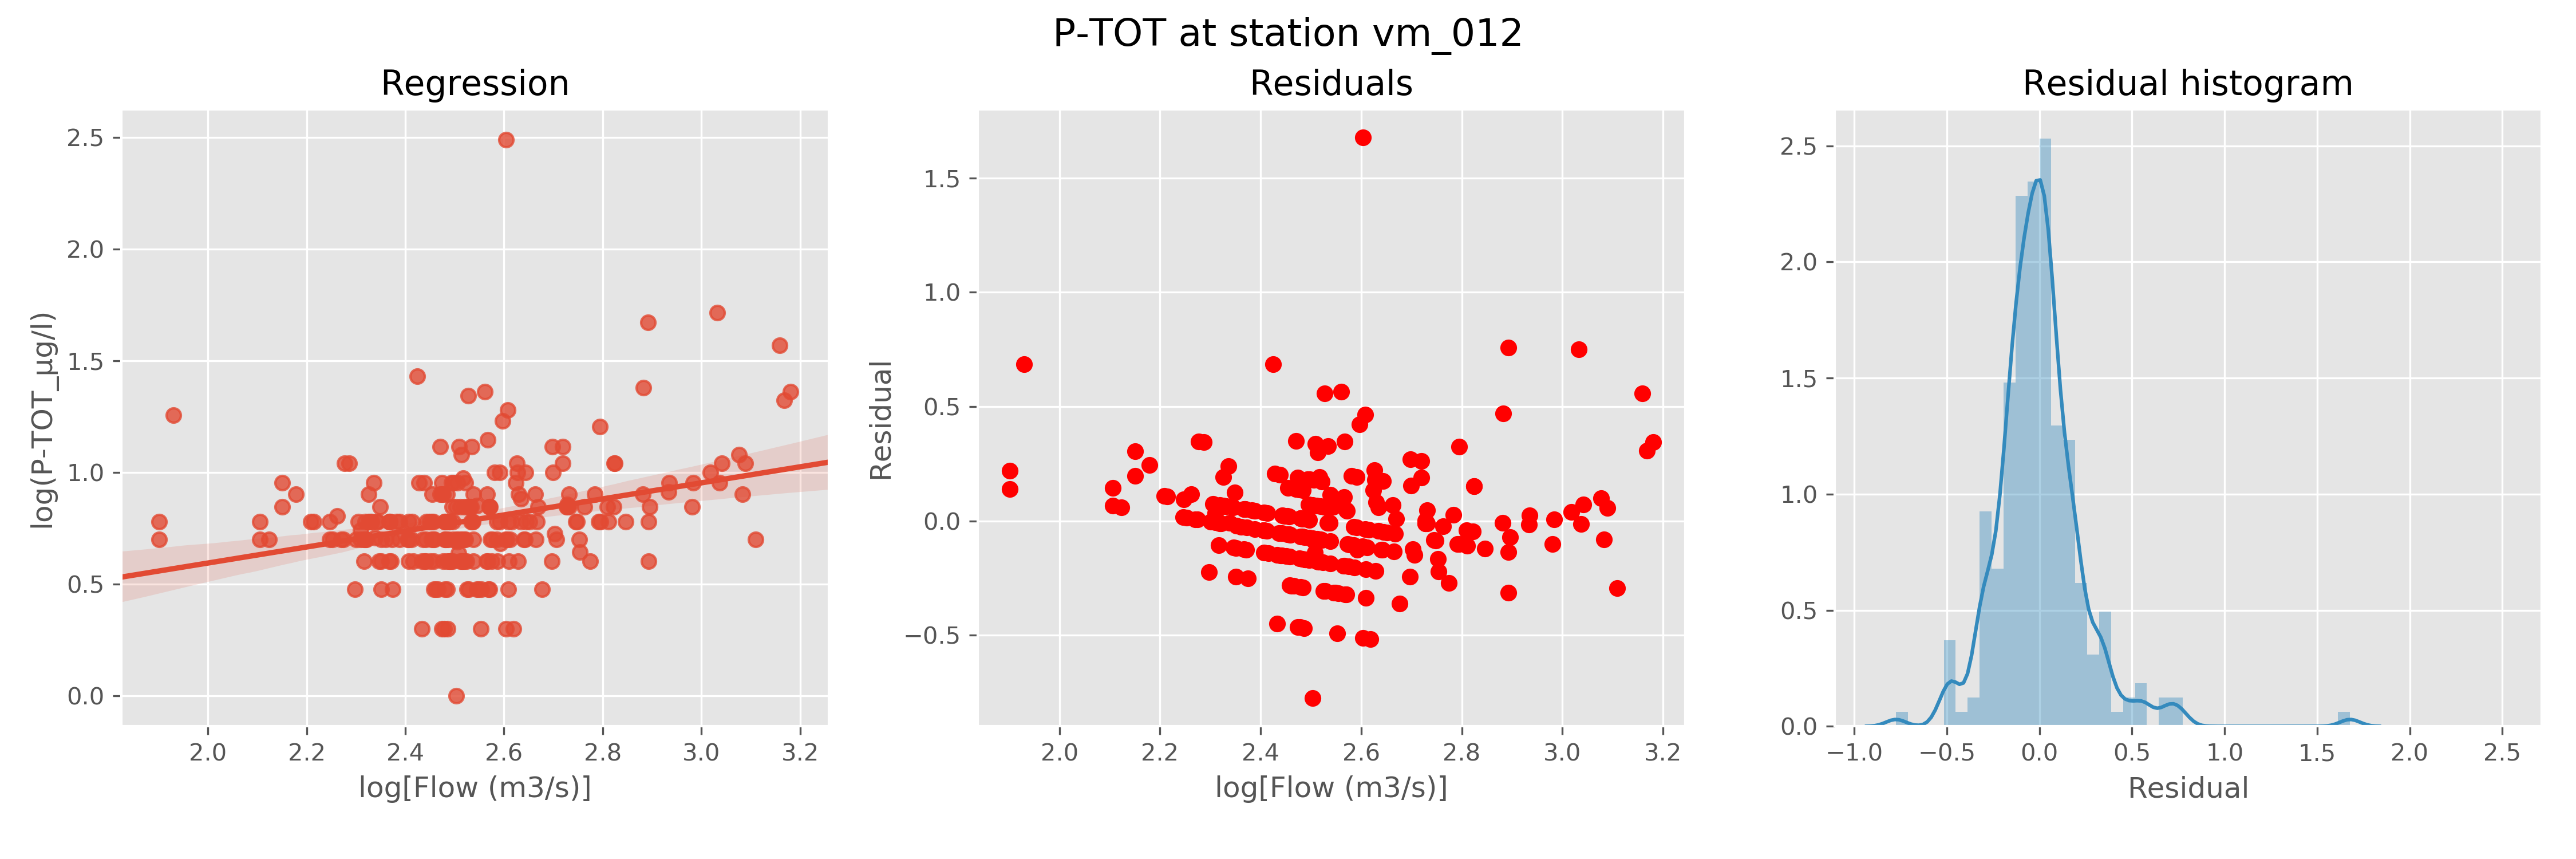 P-TOT at station vm_012
Regression
2.5
2.0
1.5
1.0
0.5
0.0
log(P-TOT_µg/l)
2.0 2.2 2.4 2.6 2.8 3.0 3.2
log[Flow (m3/s)]
Residuals
1.5
1.0
0.5
0.0
−0.5
Residual
2.0 2.2 2.4 2.6 2.8 3.0 3.2
log[Flow (m3/s)]
Residual histogram
2.5
2.0
1.5
1.0
0.5
0.0
−1.0 −0.5 0.0 0.5 1.0 1.5 2.0 2.5
Residual